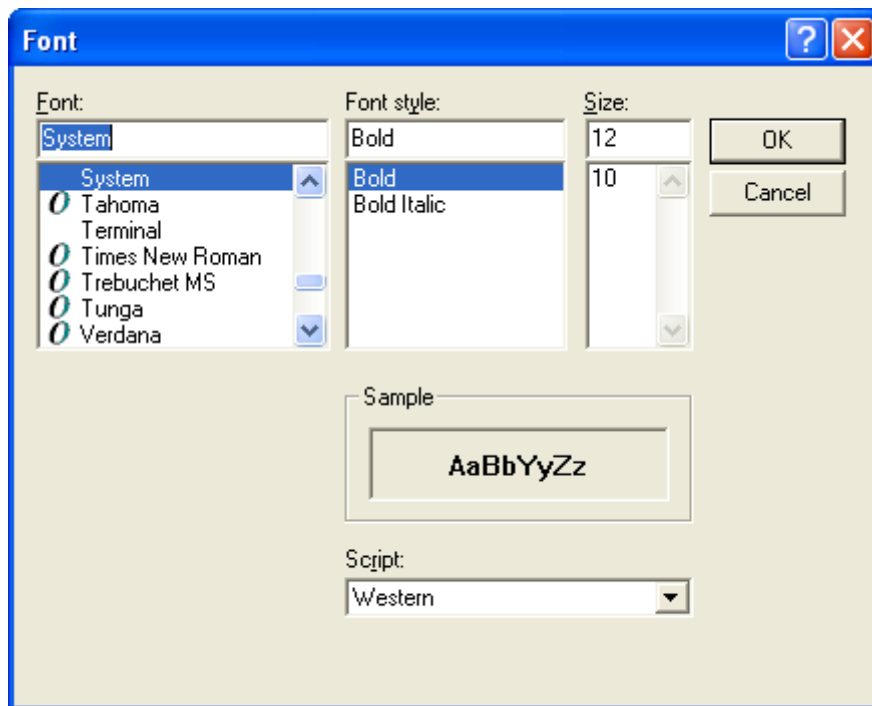 Font
Font:
System
System
Tahoma
Terminal
Times New Roman
Trebuchet MS
Tunga
Verdana
Font style:
Bold
Bold
Bold Italic
Size:
12
10
OK
Cancel
Sample
AaBbYyZz
Script:
Western